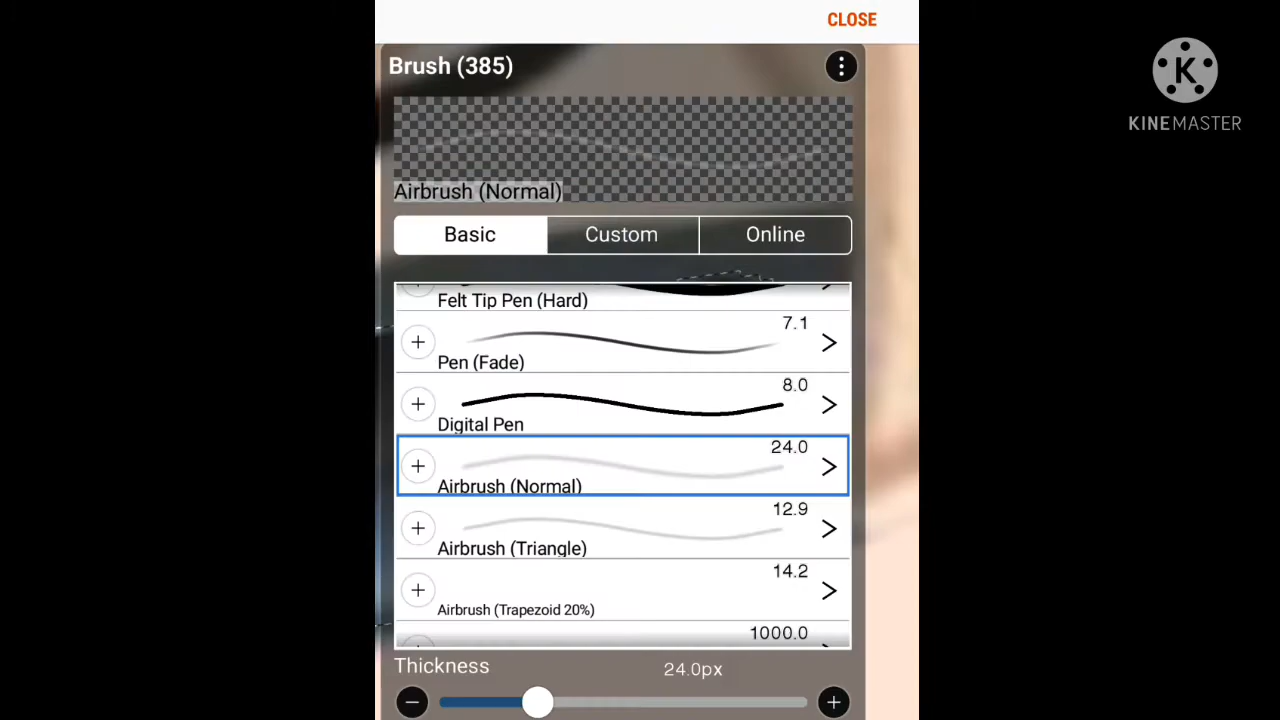 CLOSE
Brush (385)
K
KINEMASTER
Airbrush (Normal)
Basic Custom Online
Felt Tip Pen (Hard)
7.1
Pen (Fade)
8.0
Digital Pen
24.0
Airbrush (Normal)
12.9
Airbrush (Triangle)
14.2
Airbrush (Trapezoid 20%)
1000.0
Thickness 24.0px